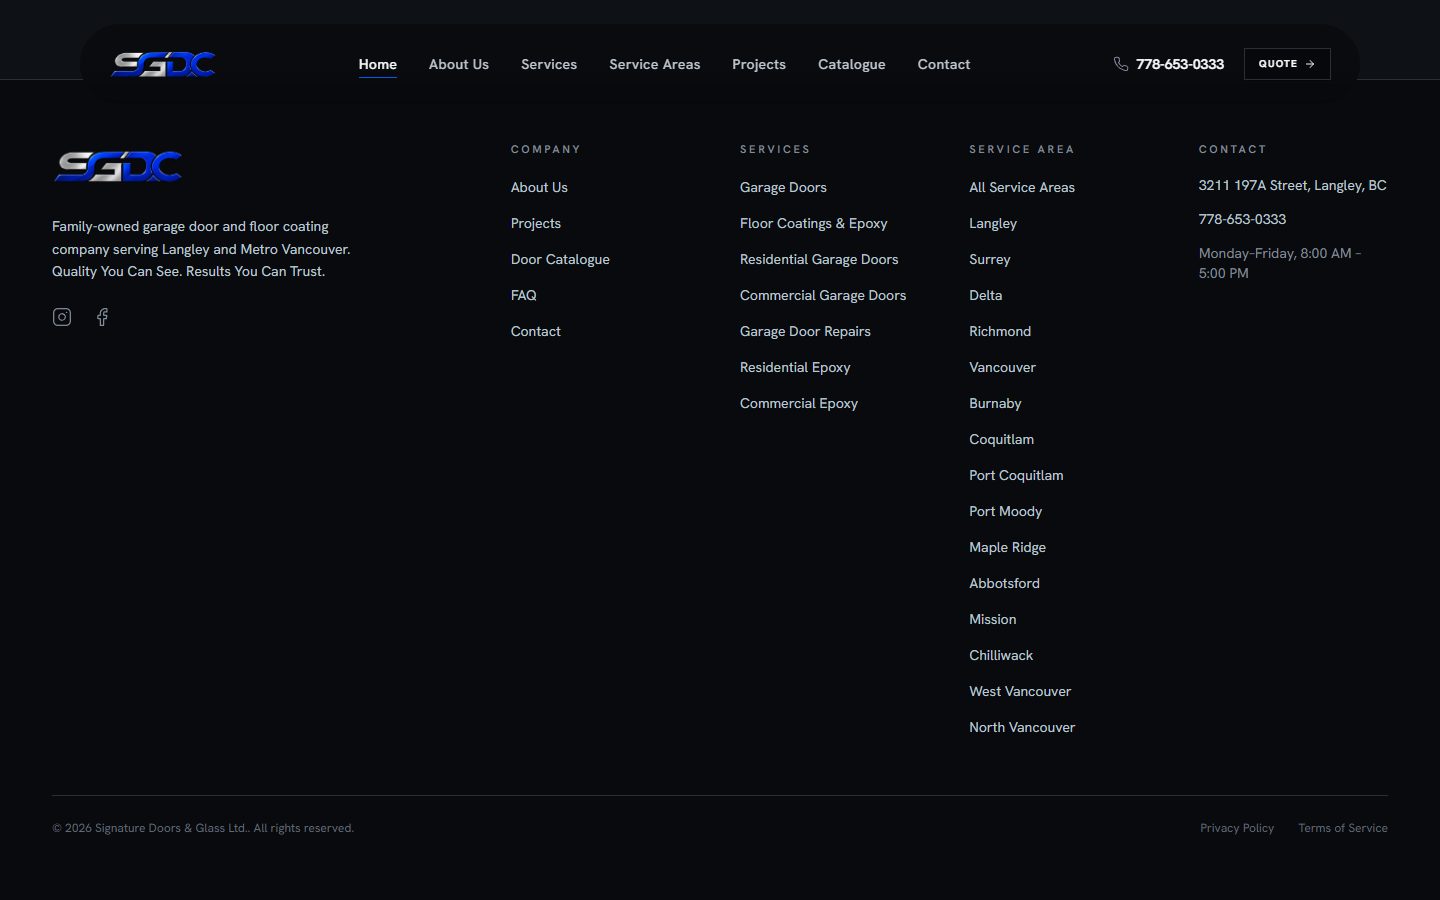 SGDC
Home
About Us
Services
Service Areas
Projects
Catalogue
Contact
778-653-0333
QUOTE →
SGDC
Family-owned garage door and floor coating
company serving Langley and Metro Vancouver.
Quality You Can See. Results You Can Trust.
COMPANY
About Us
Projects
Door Catalogue
FAQ
Contact
SERVICES
Garage Doors
Floor Coatings & Epoxy
Residential Garage Doors
Commercial Garage Doors
Garage Door Repairs
Residential Epoxy
Commercial Epoxy
SERVICE AREA
All Service Areas
Langley
Surrey
Delta
Richmond
Vancouver
Burnaby
Coquitlam
Port Coquitlam
Port Moody
Maple Ridge
Abbotsford
Mission
Chilliwack
West Vancouver
North Vancouver
CONTACT
3211 197A Street, Langley, BC
778-653-0333
Monday–Friday, 8:00 AM –
5:00 PM
© 2026 Signature Doors & Glass Ltd.. All rights reserved.
Privacy Policy
Terms of Service